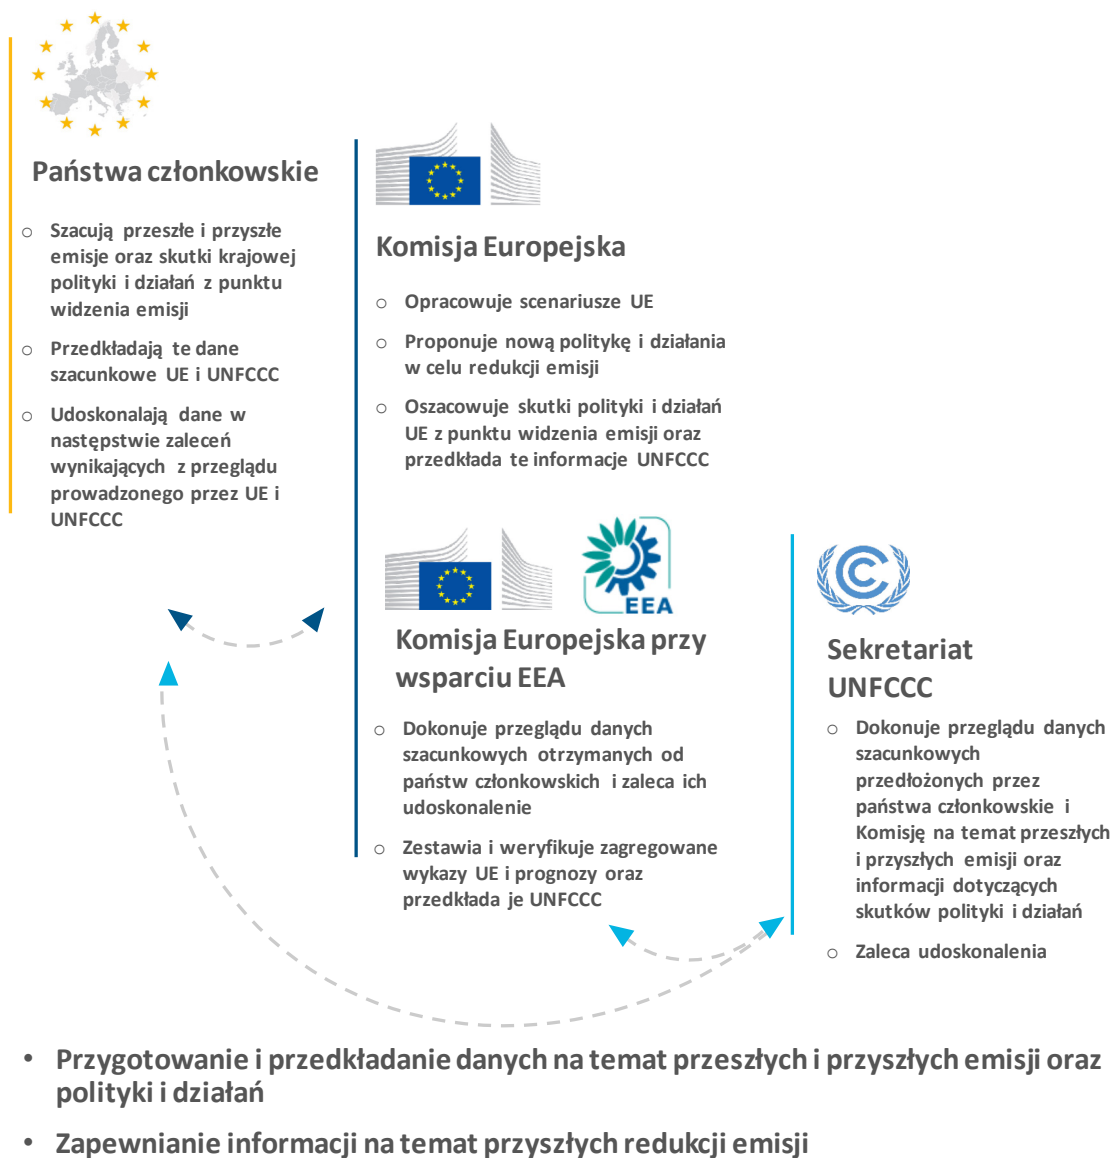 Państwa członkowskie
o Szacują przeszłe i przyszłe
emisje oraz skutki krajowej
polityki i działań z punktu
widzenia emisji
o Przedkładają te dane
szacunkowe UE i UNFCCC
o Udoskonalają dane w
następstwie zaleceń
wynikających z przeglądu
prowadzonego przez UE i
UNFCCC
Komisja Europejska
o Opracowuje scenariusze UE
o Proponuje nową politykę i działania
w celu redukcji emisji
o Oszacowuje skutki polityki i działań
UE z punktu widzenia emisji oraz
przedkłada te informacje UNFCCC
EEA
Komisja Europejska przy
wsparciu EEA
o Dokonuje przeglądu danych
szacunkowych otrzymanych od
państw członkowskich i zaleca ich
udoskonalenie
o Zestawia i weryfikuje zagregowane
wykazy UE i prognozy oraz
przedkłada je UNFCCC
Sekretariat
UNFCCC
o Dokonuje przeglądu danych
szacunkowych
przedłożonych przez
państwa członkowskie i
Komisję na temat przeszłych
i przyszłych emisji oraz
informacji dotyczących
skutków polityki i działań
o Zaleca udoskonalenia
• Przygotowanie i przedkładanie danych na temat przeszłych i przyszłych emisji oraz
polityki i działań
• Zapewnianie informacji na temat przyszłych redukcji emisji